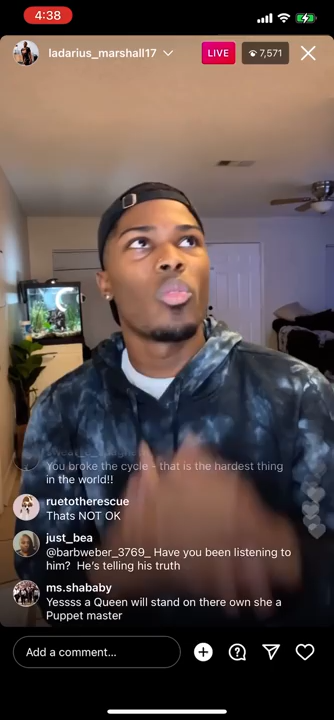 4:38
ladarius_marshall17
LIVE
7,571
You broke the cycle - that is the hardest thing
in the world!!
ruetotherescue
Thats NOT OK
just_bea
@barbweber_3769_ Have you been listening to
him? He's telling his truth
ms.shababy
Yessss a Queen will stand on there own she a
Puppet master
Add a comment...